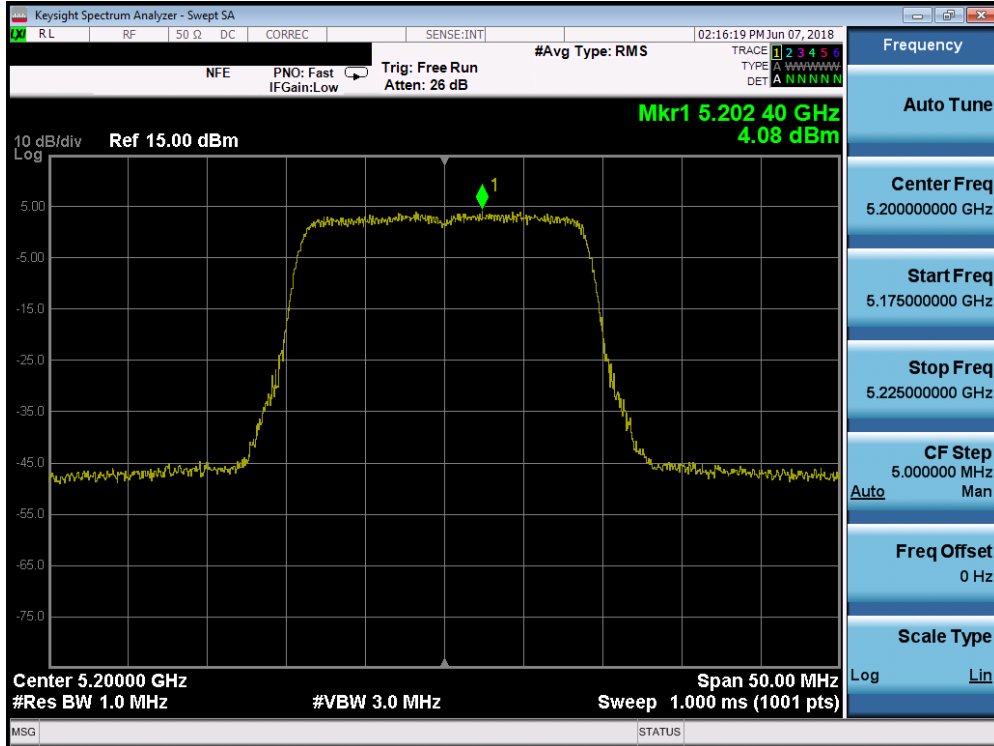 Keysight Spectrum Analyzer - Swept SA
LXI RL RF 50 Ω DC CORREC SENSE:INT 02:16:19 PM Jun 07, 2018
NFE PNO: Fast IFGain:Low Trig: Free Run Atten: 26 dB #Avg Type: RMS
TRACE 1 2 3 4 5 6
TYPE A WWWWW
DET A N N N N N
Mkr1 5.202 40 GHz
4.08 dBm
10 dB/div Ref 15.00 dBm
Log
1
5.00
-5.00
-15.0
-25.0
-35.0
-45.0
-55.0
-65.0
-75.0
Center 5.20000 GHz Span 50.00 MHz
#Res BW 1.0 MHz #VBW 3.0 MHz Sweep 1.000 ms (1001 pts)
MSG STATUS
Frequency
Auto Tune
Center Freq
5.200000000 GHz
Start Freq
5.175000000 GHz
Stop Freq
5.225000000 GHz
CF Step
5.000000 MHz
Auto Man
Freq Offset
0 Hz
Scale Type
Log Lin